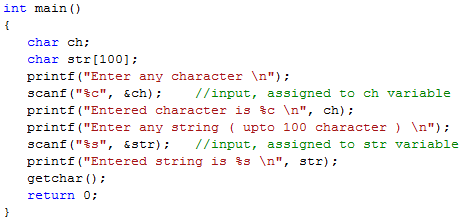 int main()
{
char ch;
char str[100];
printf("Enter any character \n");
scanf("%c", &ch);    //input, assigned to ch variable
printf("Entered character is %c \n", ch);
printf("Enter any string ( upto 100 character ) \n");
scanf("%s", &str);   //input, assigned to str variable
printf("Entered string is %s \n", str);
getchar();
return 0;
}